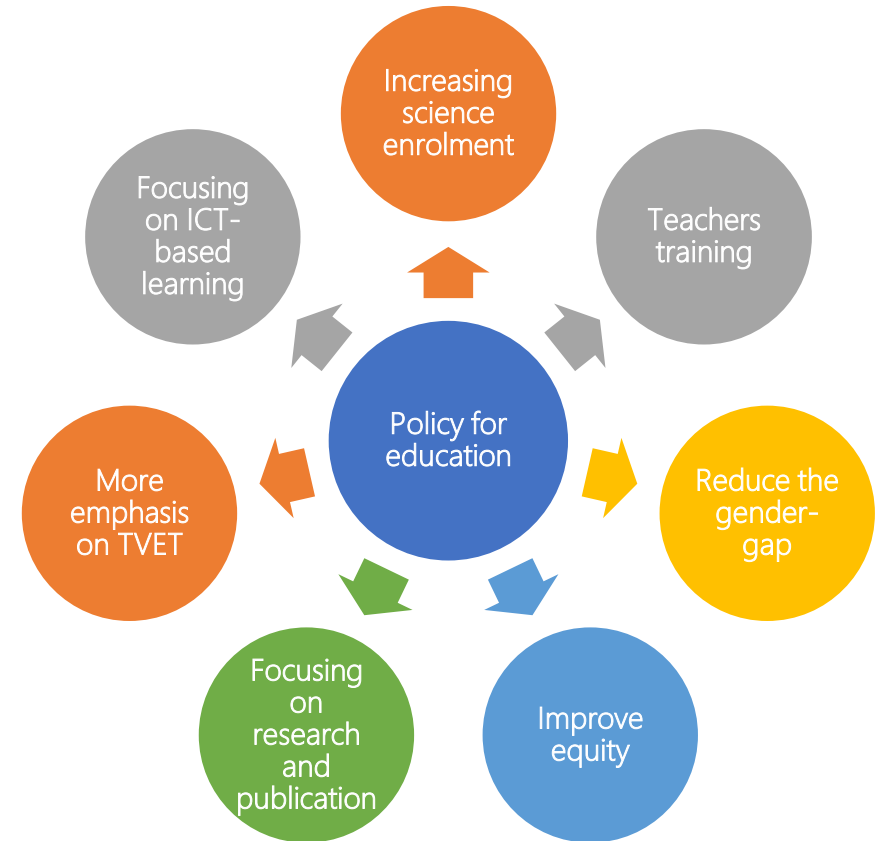 Increasing
science
enrolment
Teachers
training
Reduce the
gender-
gap
Improve
equity
Focusing
on
research
and
publication
More
emphasis
on TVET
Focusing
on ICT-
based
learning
Policy for
education